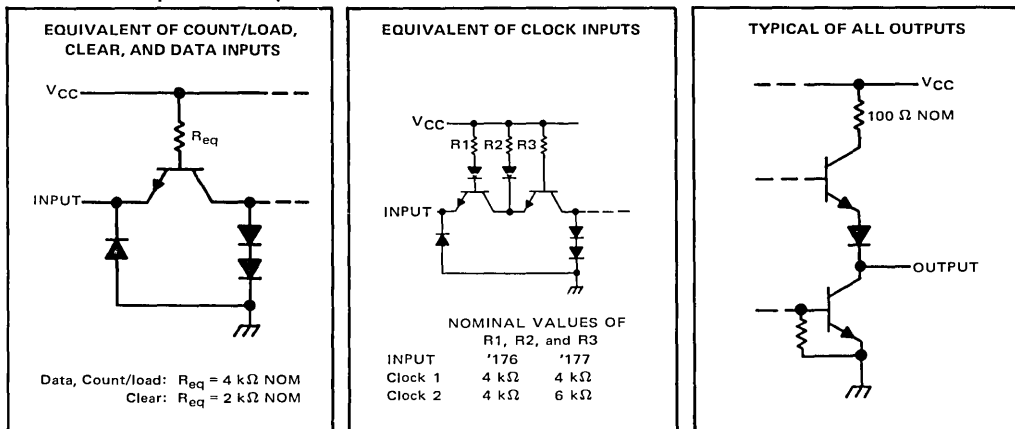 EQUIVALENT OF COUNT/LOAD,
CLEAR, AND DATA INPUTS
VCC
Req
INPUT
Data, Count/load: Req = 4 kΩ NOM
Clear: Req = 2 kΩ NOM
EQUIVALENT OF CLOCK INPUTS
VCC
R1 R2 R3
INPUT
NOMINAL VALUES OF
R1, R2, and R3
INPUT '176 '177
Clock 1 4 kΩ 4 kΩ
Clock 2 4 kΩ 6 kΩ
TYPICAL OF ALL OUTPUTS
VCC
100 Ω NOM
OUTPUT